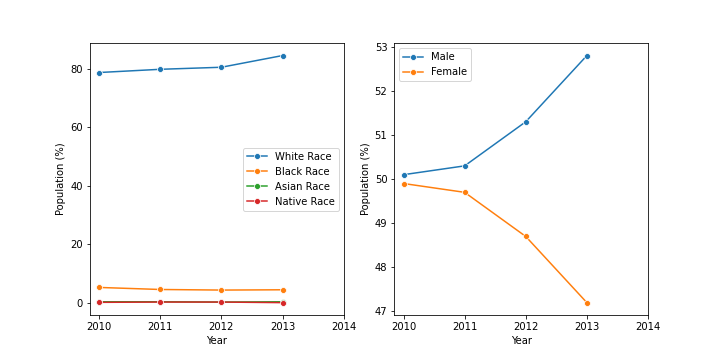 80
60
40
20
0
Population (%)
White Race
Black Race
Asian Race
Native Race
2010 2011 2012 2013 2014
Year
53
52
51
50
49
48
47
Population (%)
Male
Female
2010 2011 2012 2013 2014
Year